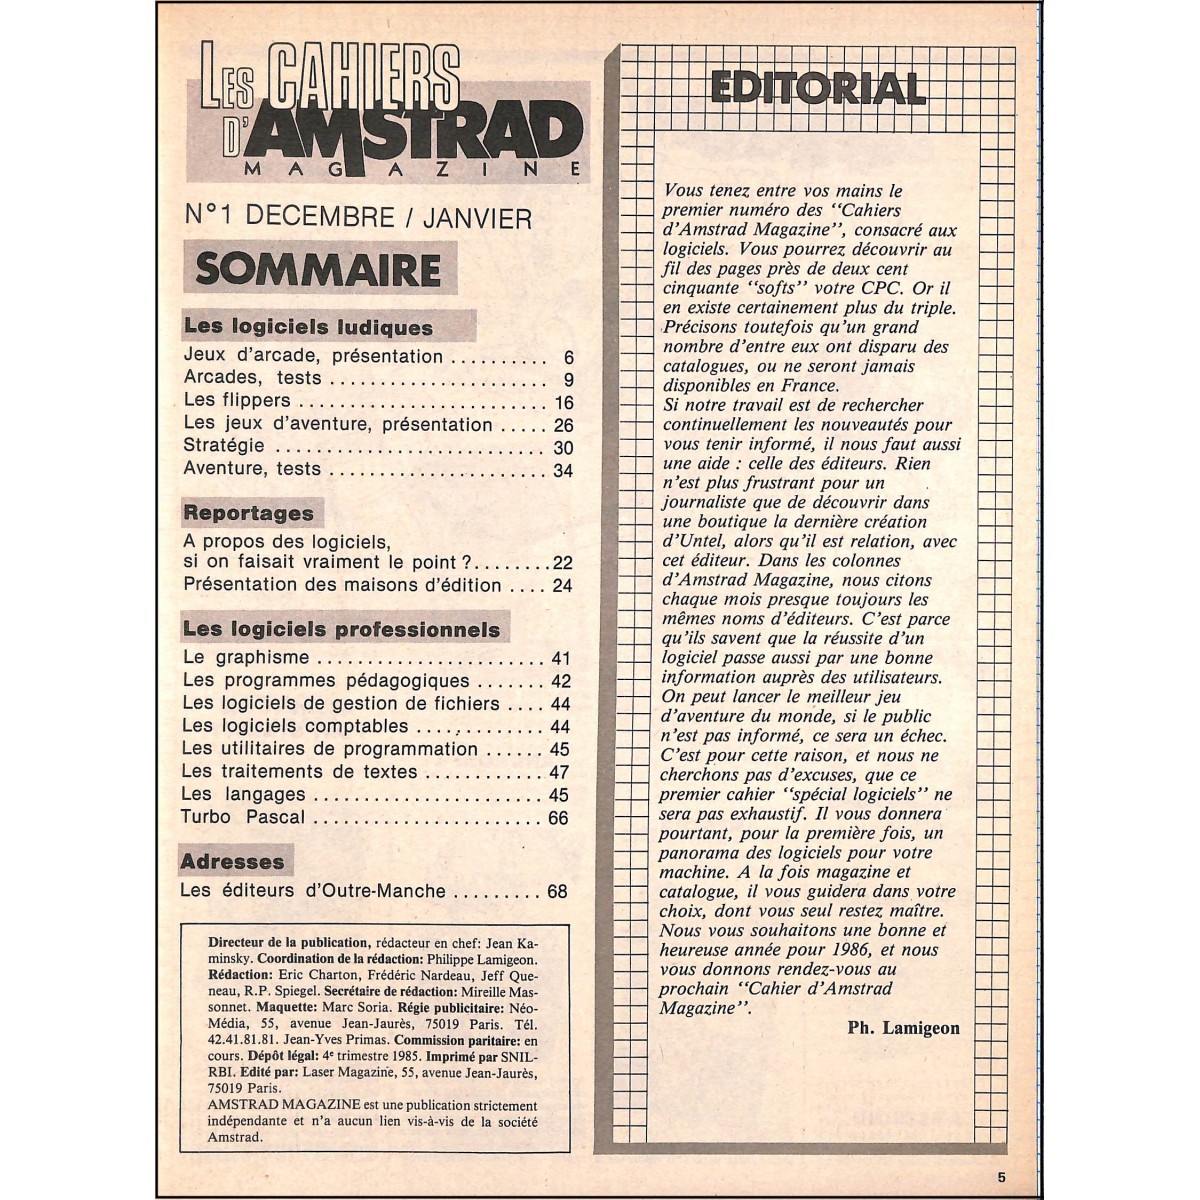 LES CAHIERS
D'AMSTRAD
MAGAZINE
N°1 DECEMBRE / JANVIER
SOMMAIRE
Les logiciels ludiques
Jeux d'arcade, présentation .......... 6
Arcades, tests ........................ 9
Les flippers .......................... 16
Les jeux d'aventure, présentation ..... 26
Stratégie ........................... 30
Aventure, tests ...................... 34
Reportages
A propos des logiciels,
si on faisait vraiment le point ?........22
Présentation des maisons d'édition .... 24
Les logiciels professionnels
Le graphisme ....................... 41
Les programmes pédagogiques ....... 42
Les logiciels de gestion de fichiers .... 44
Les logiciels comptables ............. 44
Les utilitaires de programmation ...... 45
Les traitements de textes ............ 47
Les langages ....................... 45
Turbo Pascal ....................... 66
Adresses
Les éditeurs d'Outre-Manche ......... 68
Directeur de la publication, rédacteur en chef: Jean Ka-
minsky. Coordination de la rédaction: Philippe Lamigeon.
Rédaction: Eric Charton, Frédéric Nardeau, Jeff Que-
neau, R.P. Spiegel. Secrétaire de rédaction: Mireille Mas-
sonnet. Maquette: Marc Soria. Régie publicitaire: Néo-
Média, 55, avenue Jean-Jaurès, 75019 Paris. Tél.
42.41.81.81. Jean-Yves Primas. Commission paritaire: en
cours. Dépôt légal: 4e trimestre 1985. Imprimé par SNIL-
RBI. Edité par: Laser Magazine, 55, avenue Jean-Jaurès,
75019 Paris.
AMSTRAD MAGAZINE est une publication strictement
indépendante et n'a aucun lien vis-à-vis de la société
Amstrad.
EDITORIAL
Vous tenez entre vos mains le
premier numéro des "Cahiers
d'Amstrad Magazine", consacré aux
logiciels. Vous pourrez découvrir au
fil des pages près de deux cent
cinquante "softs" votre CPC. Or il
en existe certainement plus du triple.
Précisons toutefois qu'un grand
nombre d'entre eux ont disparu des
catalogues, ou ne seront jamais
disponibles en France.
Si notre travail est de rechercher
continuellement les nouveautés pour
vous tenir informé, il nous faut aussi
une aide : celle des éditeurs. Rien
n'est plus frustrant pour un
journaliste que de découvrir dans
une boutique la dernière création
d'Untel, alors qu'il est relation, avec
cet éditeur. Dans les colonnes
d'Amstrad Magazine, nous citons
chaque mois presque toujours les
mêmes noms d'éditeurs. C'est parce
qu'ils savent que la réussite d'un
logiciel passe aussi par une bonne
information auprès des utilisateurs.
On peut lancer le meilleur jeu
d'aventure du monde, si le public
n'est pas informé, ce sera un échec.
C'est pour cette raison, et nous ne
cherchons pas d'excuses, que ce
premier cahier "spécial logiciels" ne
sera pas exhaustif. Il vous donnera
pourtant, pour la première fois, un
panorama des logiciels pour votre
machine. A la fois magazine et
catalogue, il vous guidera dans votre
choix, dont vous seul restez maître.
Nous vous souhaitons une bonne et
heureuse année pour 1986, et nous
vous donnons rendez-vous au
prochain "Cahier d'Amstrad
Magazine".
Ph. Lamigeon
5